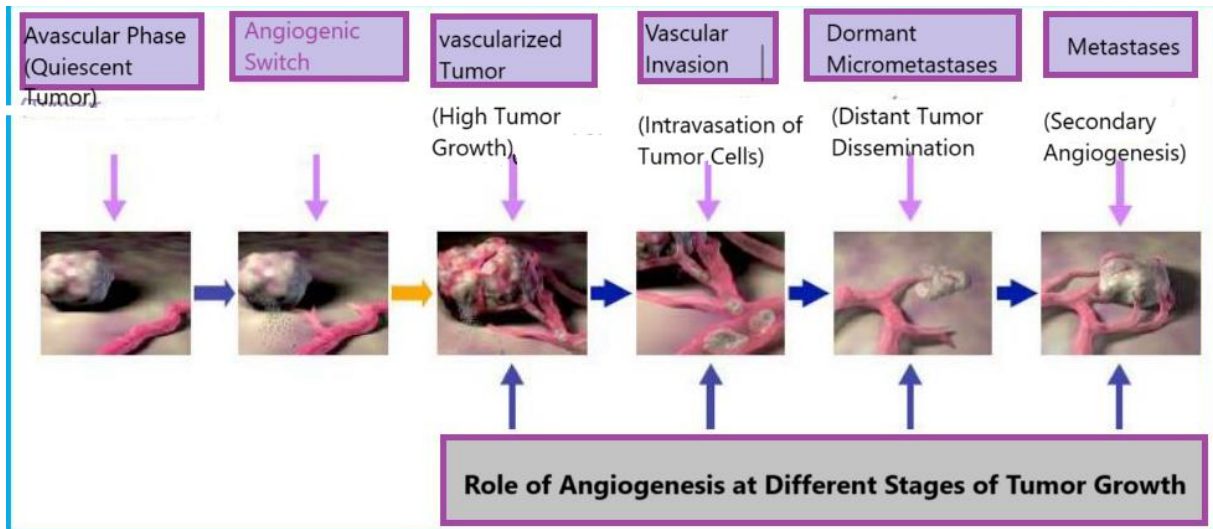 Avascular Phase
(Quiescent
Tumor)
Angiogenic
Switch
vascularized
Tumor
(High Tumor
Growth)
Vascular
Invasion
(Intravasation of
Tumor Cells)
Dormant
Micrometastases
(Distant Tumor
Dissemination
Metastases
(Secondary
Angiogenesis)
Role of Angiogenesis at Different Stages of Tumor Growth